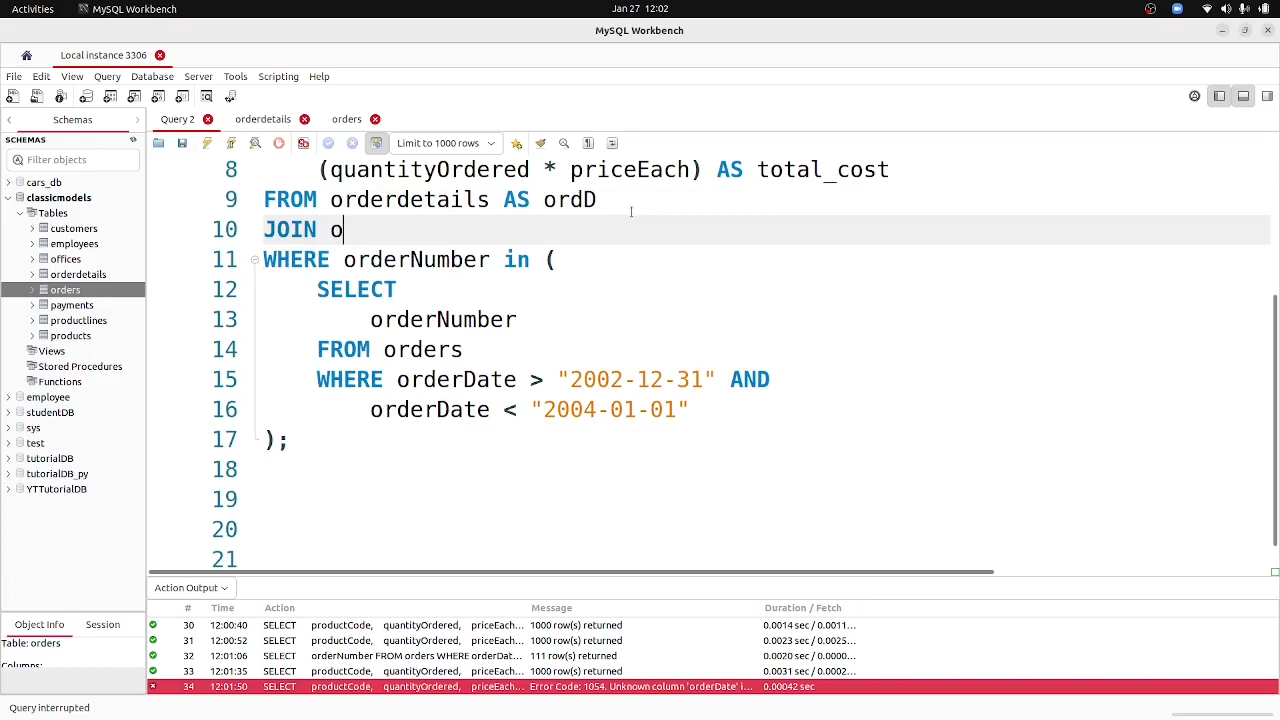 Activities MySQL Workbench Jan 27 12:02
MySQL Workbench
Local instance 3306
File Edit View Query Database Server Tools Scripting Help
Schemas
SCHEMAS
Filter objects
cars_db
classicmodels
Tables
customers
employees
offices
orderdetails
orders
payments
productlines
products
Views
Stored Procedures
Functions
employee
studentDB
sys
test
tutorialDB
tutorialDB_py
YTTutorialDB
Object Info Session
Table: orders
Columns:
Query 2 orderdetails orders
Limit to 1000 rows
8 (quantityOrdered * priceEach) AS total_cost
9 FROM orderdetails AS ordD
10 JOIN o
11 WHERE orderNumber in (
12 SELECT
13 orderNumber
14 FROM orders
15 WHERE orderDate > "2002-12-31" AND
16 orderDate < "2004-01-01"
17 );
18
19
20
21
Action Output
# Time Action Message Duration / Fetch
30 12:00:40 SELECT productCode, quantityOrdered, priceEach... 1000 row(s) returned 0.0014 sec / 0.0011...
31 12:00:52 SELECT productCode, quantityOrdered, priceEach... 1000 row(s) returned 0.0023 sec / 0.0025...
32 12:01:06 SELECT orderNumber FROM orders WHERE orderDat... 111 row(s) returned 0.0020 sec / 0.0000...
33 12:01:35 SELECT productCode, quantityOrdered, priceEach... 1000 row(s) returned 0.0031 sec / 0.0002...
34 12:01:50 SELECT productCode, quantityOrdered, priceEach... Error Code: 1054. Unknown column 'orderDate' i... 0.00042 sec
Query interrupted